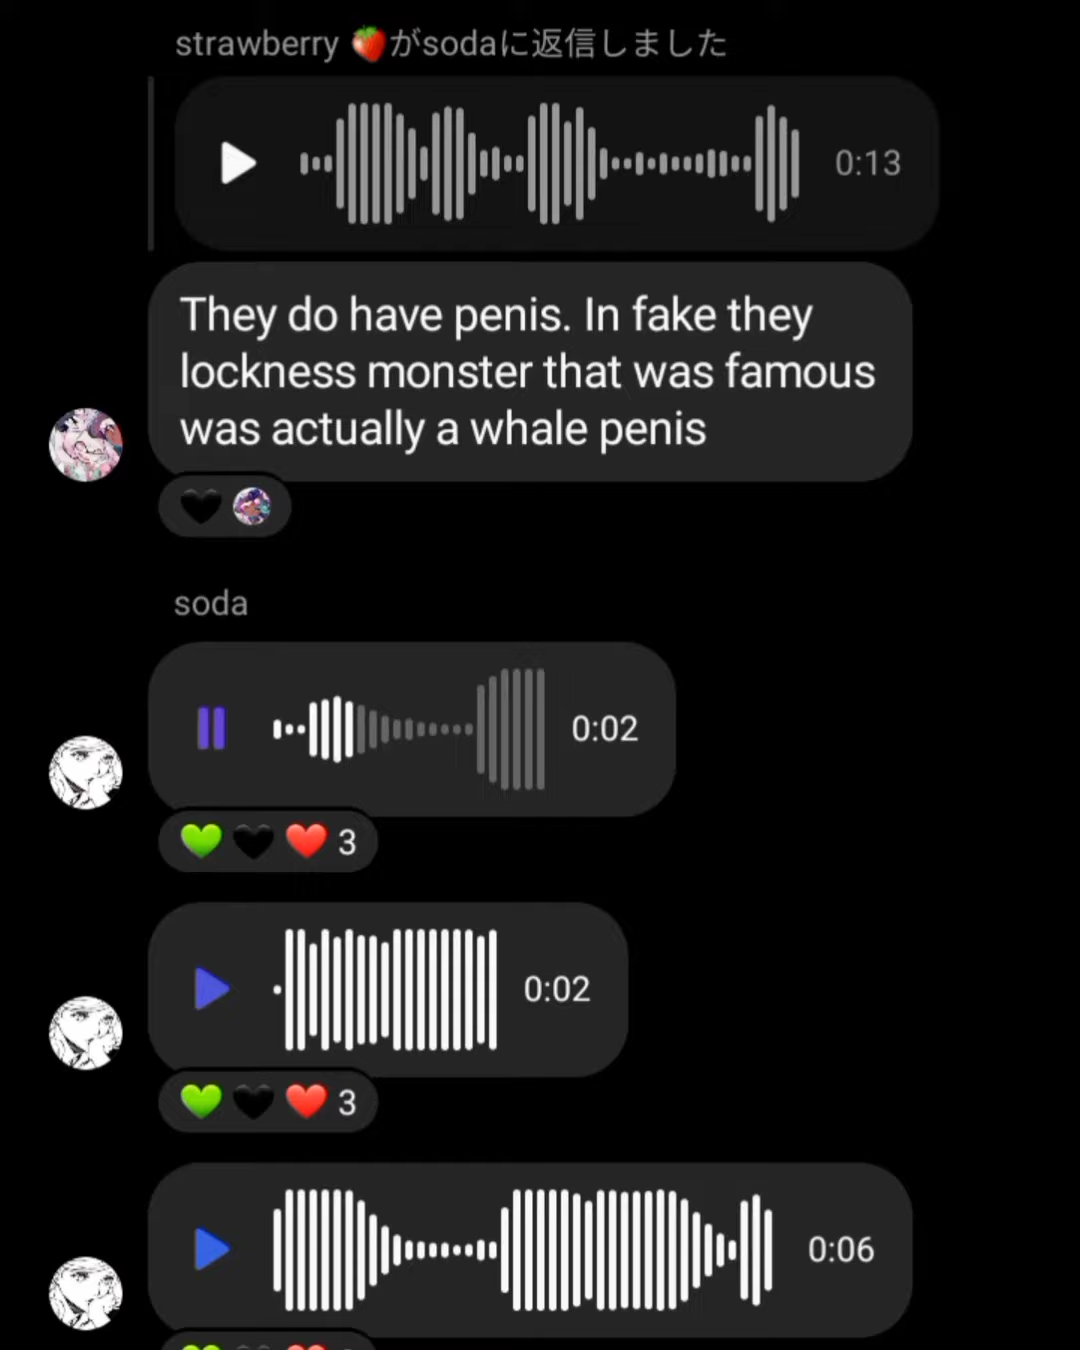 strawberry 🍓がsodaに返信しました
0:13
They do have penis. In fake they
lockness monster that was famous
was actually a whale penis
soda
0:02
3
0:02
3
0:06